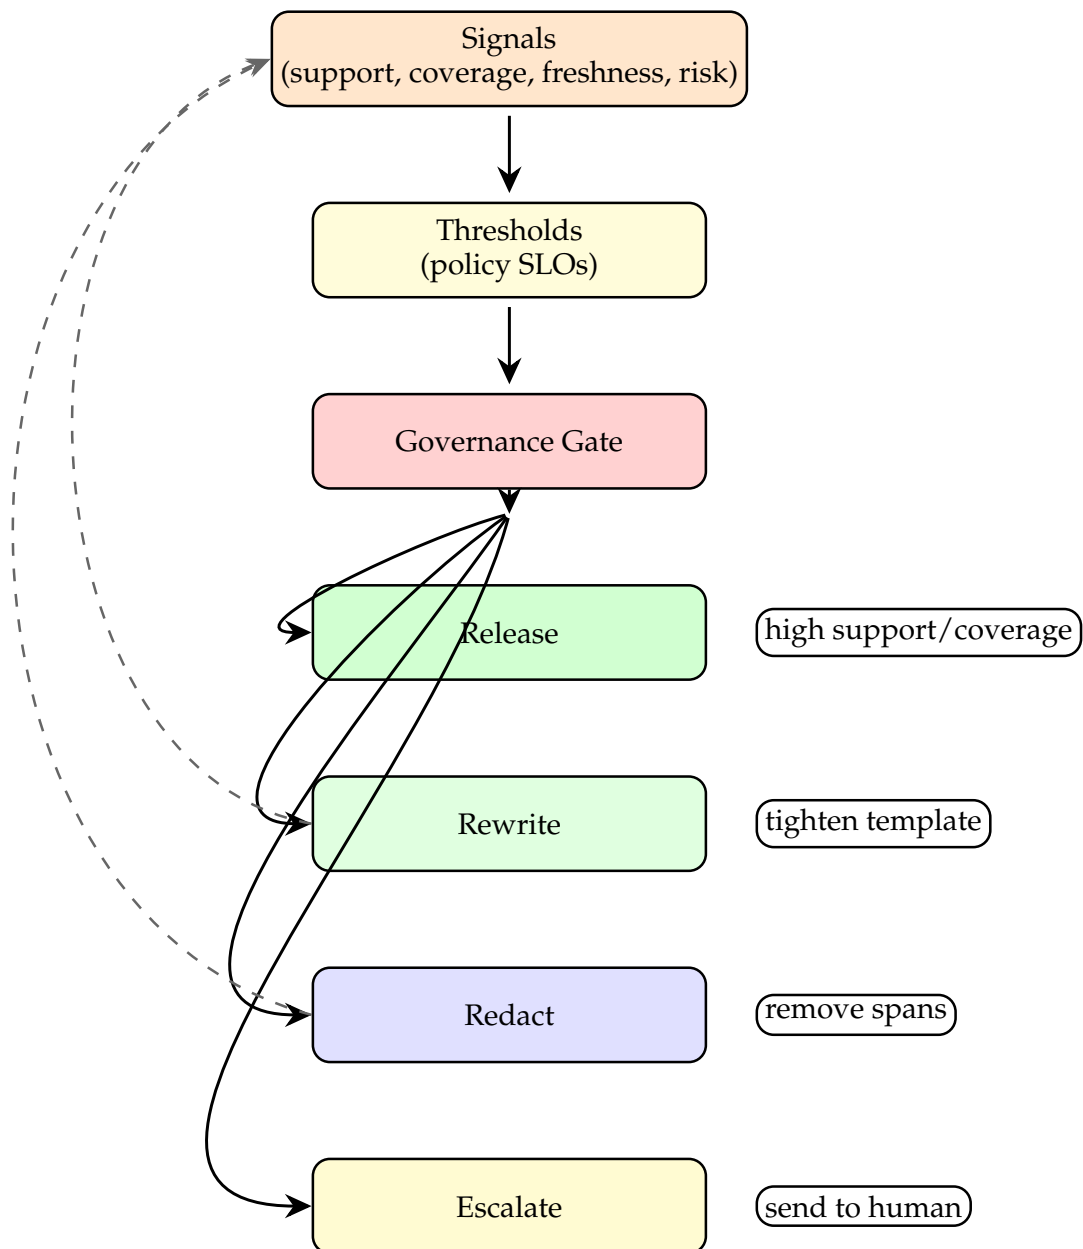 Signals
(support, coverage, freshness, risk)
Thresholds
(policy SLOs)
Governance Gate
Release
high support/coverage
Rewrite
tighten template
Redact
remove spans
Escalate
send to human